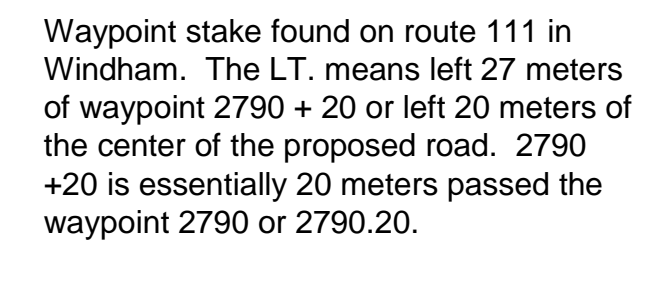 Waypoint stake found on route 111 in
Windham.  The LT. means left 27 meters
of waypoint 2790 + 20 or left 20 meters of
the center of the proposed road.  2790
+20 is essentially 20 meters passed the
waypoint 2790 or 2790.20.